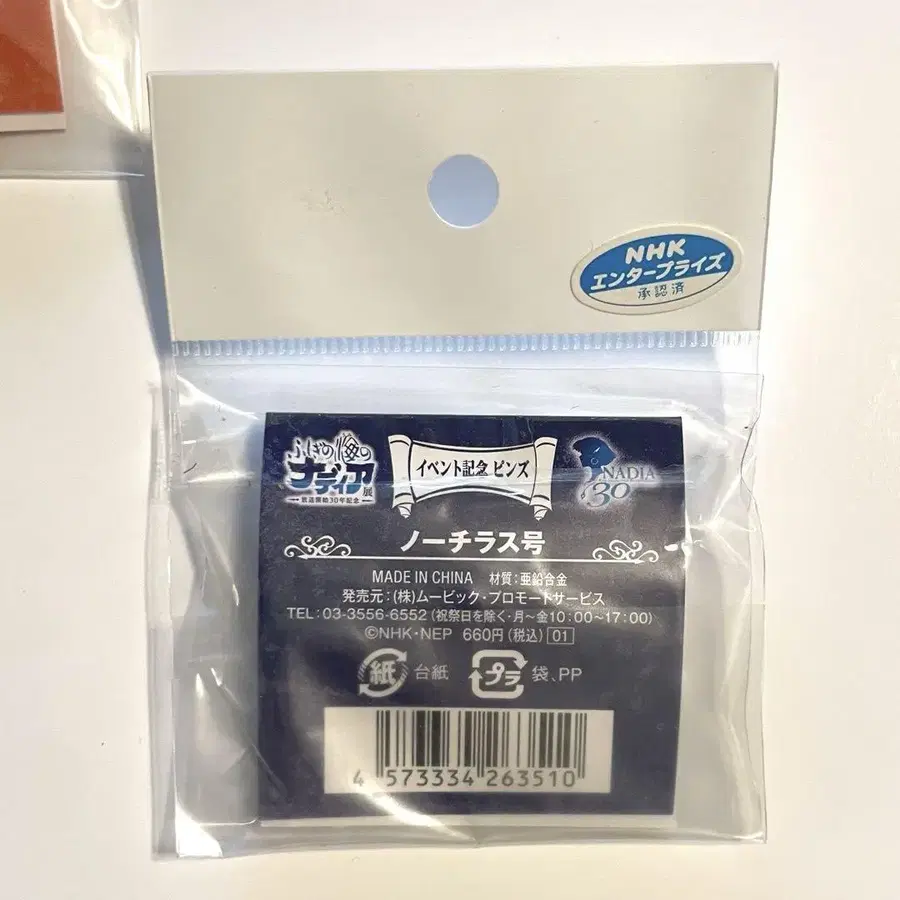 NHK
エンタープライズ
承認済
ふしぎの海の
ナディア展
放送開始30年記念
イベント記念 ピンズ
NADIA
30
ノーチラス号
MADE IN CHINA 材質:亜鉛合金
発売元:(株)ムービック・プロモートサービス
TEL:03-3556-6552 (祝祭日を除く・月〜金10:00〜17:00)
©NHK・NEP 660円(税込) 01
紙 台紙 プラ 袋、PP
4 573334 263510